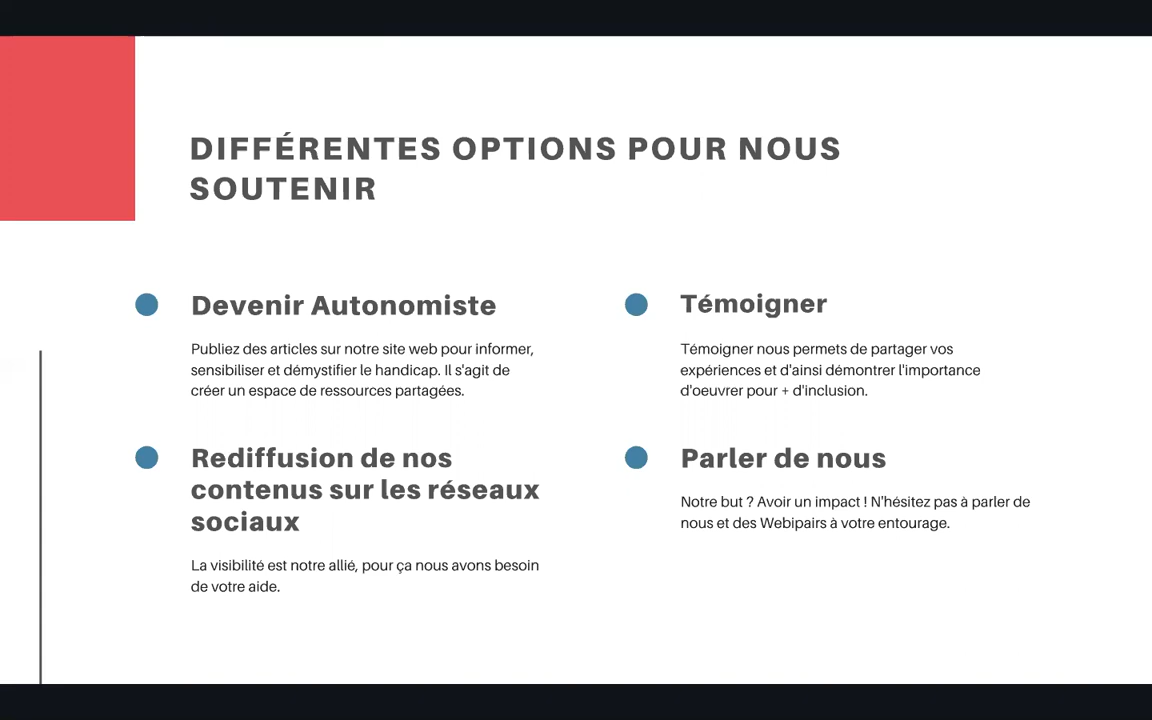 DIFFÉRENTES OPTIONS POUR NOUS
SOUTENIR
Devenir Autonomiste
Publiez des articles sur notre site web pour informer,
sensibiliser et démystifier le handicap. Il s'agit de
créer un espace de ressources partagées.
Témoigner
Témoigner nous permets de partager vos
expériences et d'ainsi démontrer l'importance
d'oeuvrer pour + d'inclusion.
Rediffusion de nos
contenus sur les réseaux
sociaux
La visibilité est notre allié, pour ça nous avons besoin
de votre aide.
Parler de nous
Notre but ? Avoir un impact ! N'hésitez pas à parler de
nous et des Webipairs à votre entourage.